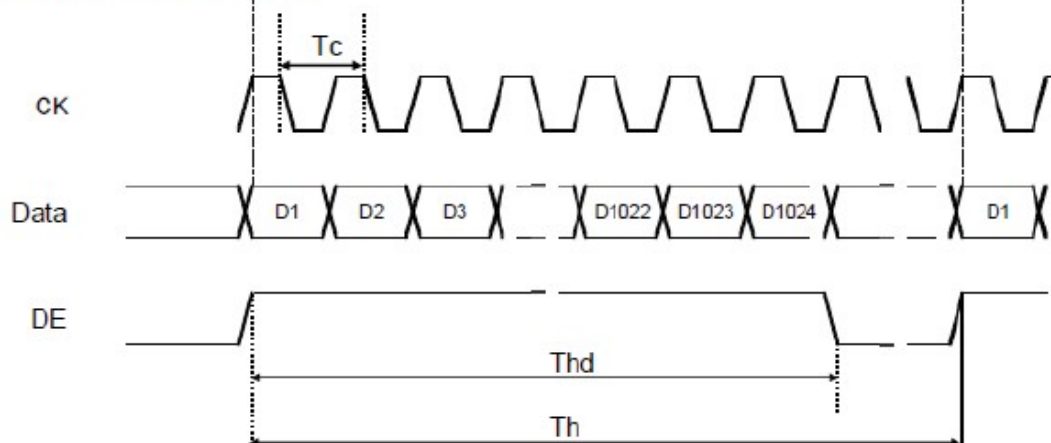 Tc
CK
Data D1 D2 D3 D1022 D1023 D1024 D1
DE
Thd
Th